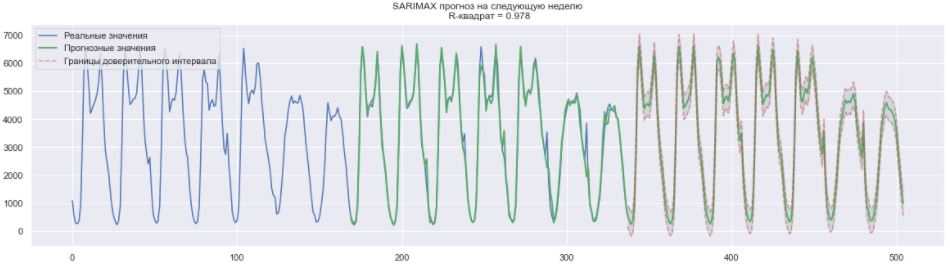 SARIMAX прогноз на следующую неделю
R-квадрат = 0.978
Реальные значения
Прогнозные значения
Границы доверительного интервала
7000
6000
5000
4000
3000
2000
1000
0
0 100 200 300 400 500